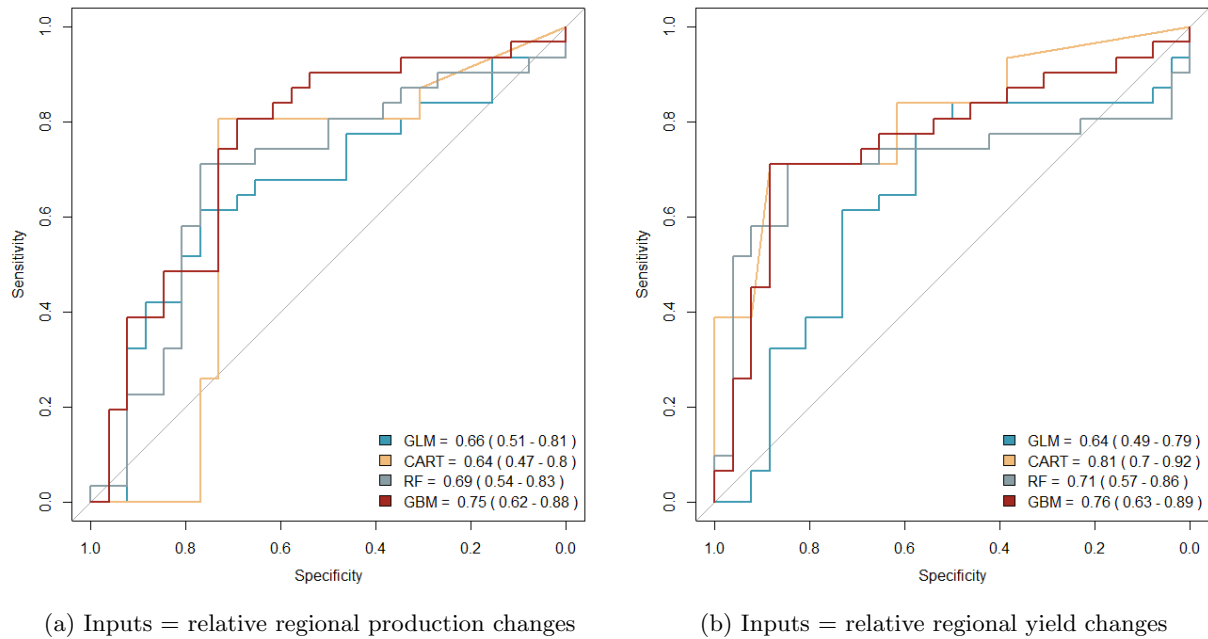 1.0
0.8
0.6
0.4
0.2
0.0
Sensitivity
GLM = 0.66 ( 0.51 - 0.81 )
CART = 0.64 ( 0.47 - 0.8 )
RF = 0.69 ( 0.54 - 0.83 )
GBM = 0.75 ( 0.62 - 0.88 )
1.0 0.8 0.6 0.4 0.2 0.0
Specificity
(a) Inputs = relative regional production changes
1.0
0.8
0.6
0.4
0.2
0.0
Sensitivity
GLM = 0.64 ( 0.49 - 0.79 )
CART = 0.81 ( 0.7 - 0.92 )
RF = 0.71 ( 0.57 - 0.86 )
GBM = 0.76 ( 0.63 - 0.89 )
1.0 0.8 0.6 0.4 0.2 0.0
Specificity
(b) Inputs = relative regional yield changes